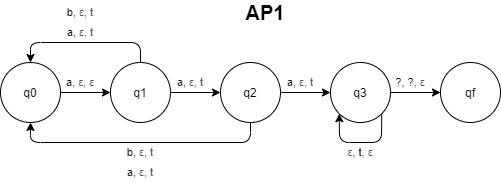 AP1
b, ε, t
a, ε, t
q0
a, ε, ε
q1
a, ε, t
q2
a, ε, t
q3
?, ?, ε
qf
b, ε, t
a, ε, t
ε, t, ε